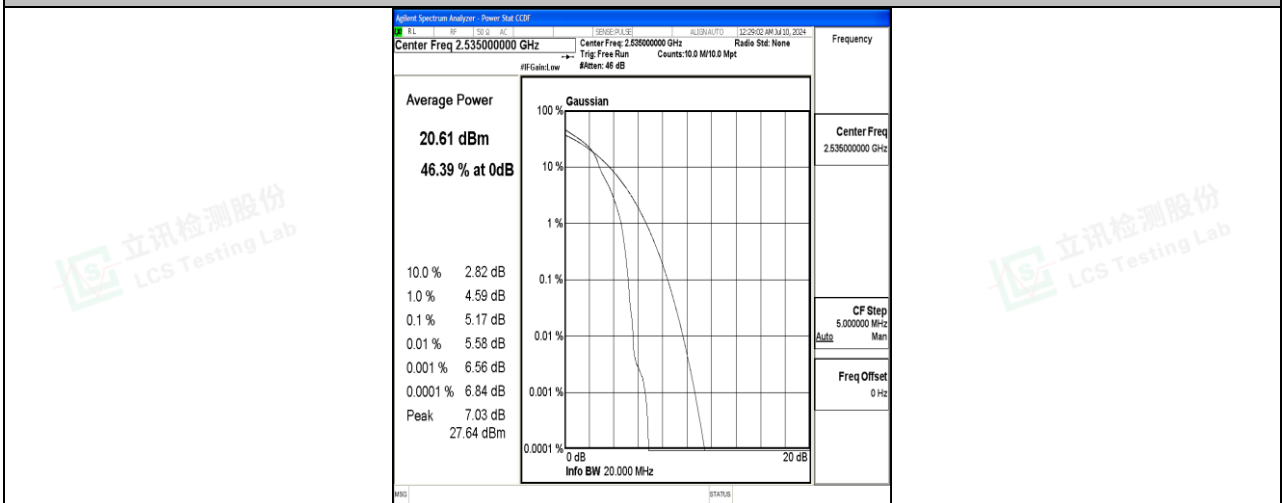 Agilent Spectrum Analyzer - Power Stat CCDF
RL RF 50 Ω AC SENSE:PULSE ALIGN AUTO 12:29:02 AM Jul 10, 2024
Center Freq 2.535000000 GHz
Center Freq: 2.535000000 GHz Radio Std: None
Trig: Free Run Counts:10.0 M/10.0 Mpt
#IFGain:Low #Atten: 46 dB
Frequency
Average Power
20.61 dBm
46.39 % at 0dB
10.0 % 2.82 dB
1.0 % 4.59 dB
0.1 % 5.17 dB
0.01 % 5.58 dB
0.001 % 6.56 dB
0.0001 % 6.84 dB
Peak 7.03 dB
27.64 dBm
Gaussian
100 %
10 %
1 %
0.1 %
0.01 %
0.001 %
0.0001 %
0 dB 20 dB
Info BW 20.000 MHz
Center Freq
2.535000000 GHz
CF Step
5.000000 MHz
Auto Man
Freq Offset
0 Hz
MSG STATUS
立讯检测股份
LCS Testing Lab
立讯检测股份
LCS Testing Lab